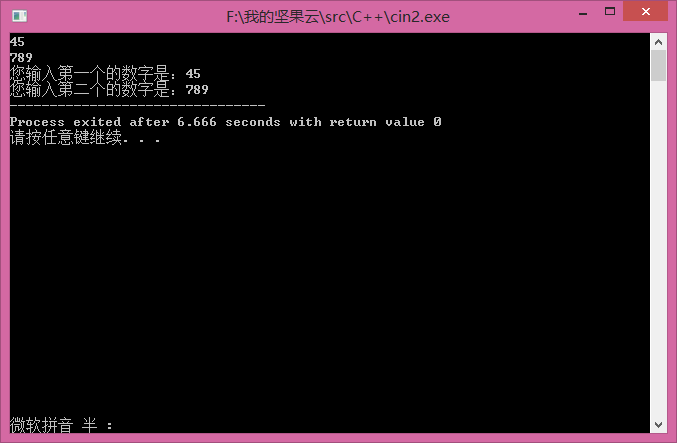 F:\我的坚果云\src\C++\cin2.exe
45
789
您输入第一个的数字是：45
您输入第二个的数字是：789
--------------------------------
Process exited after 6.666 seconds with return value 0
请按任意键继续. . .
微软拼音 半 ：